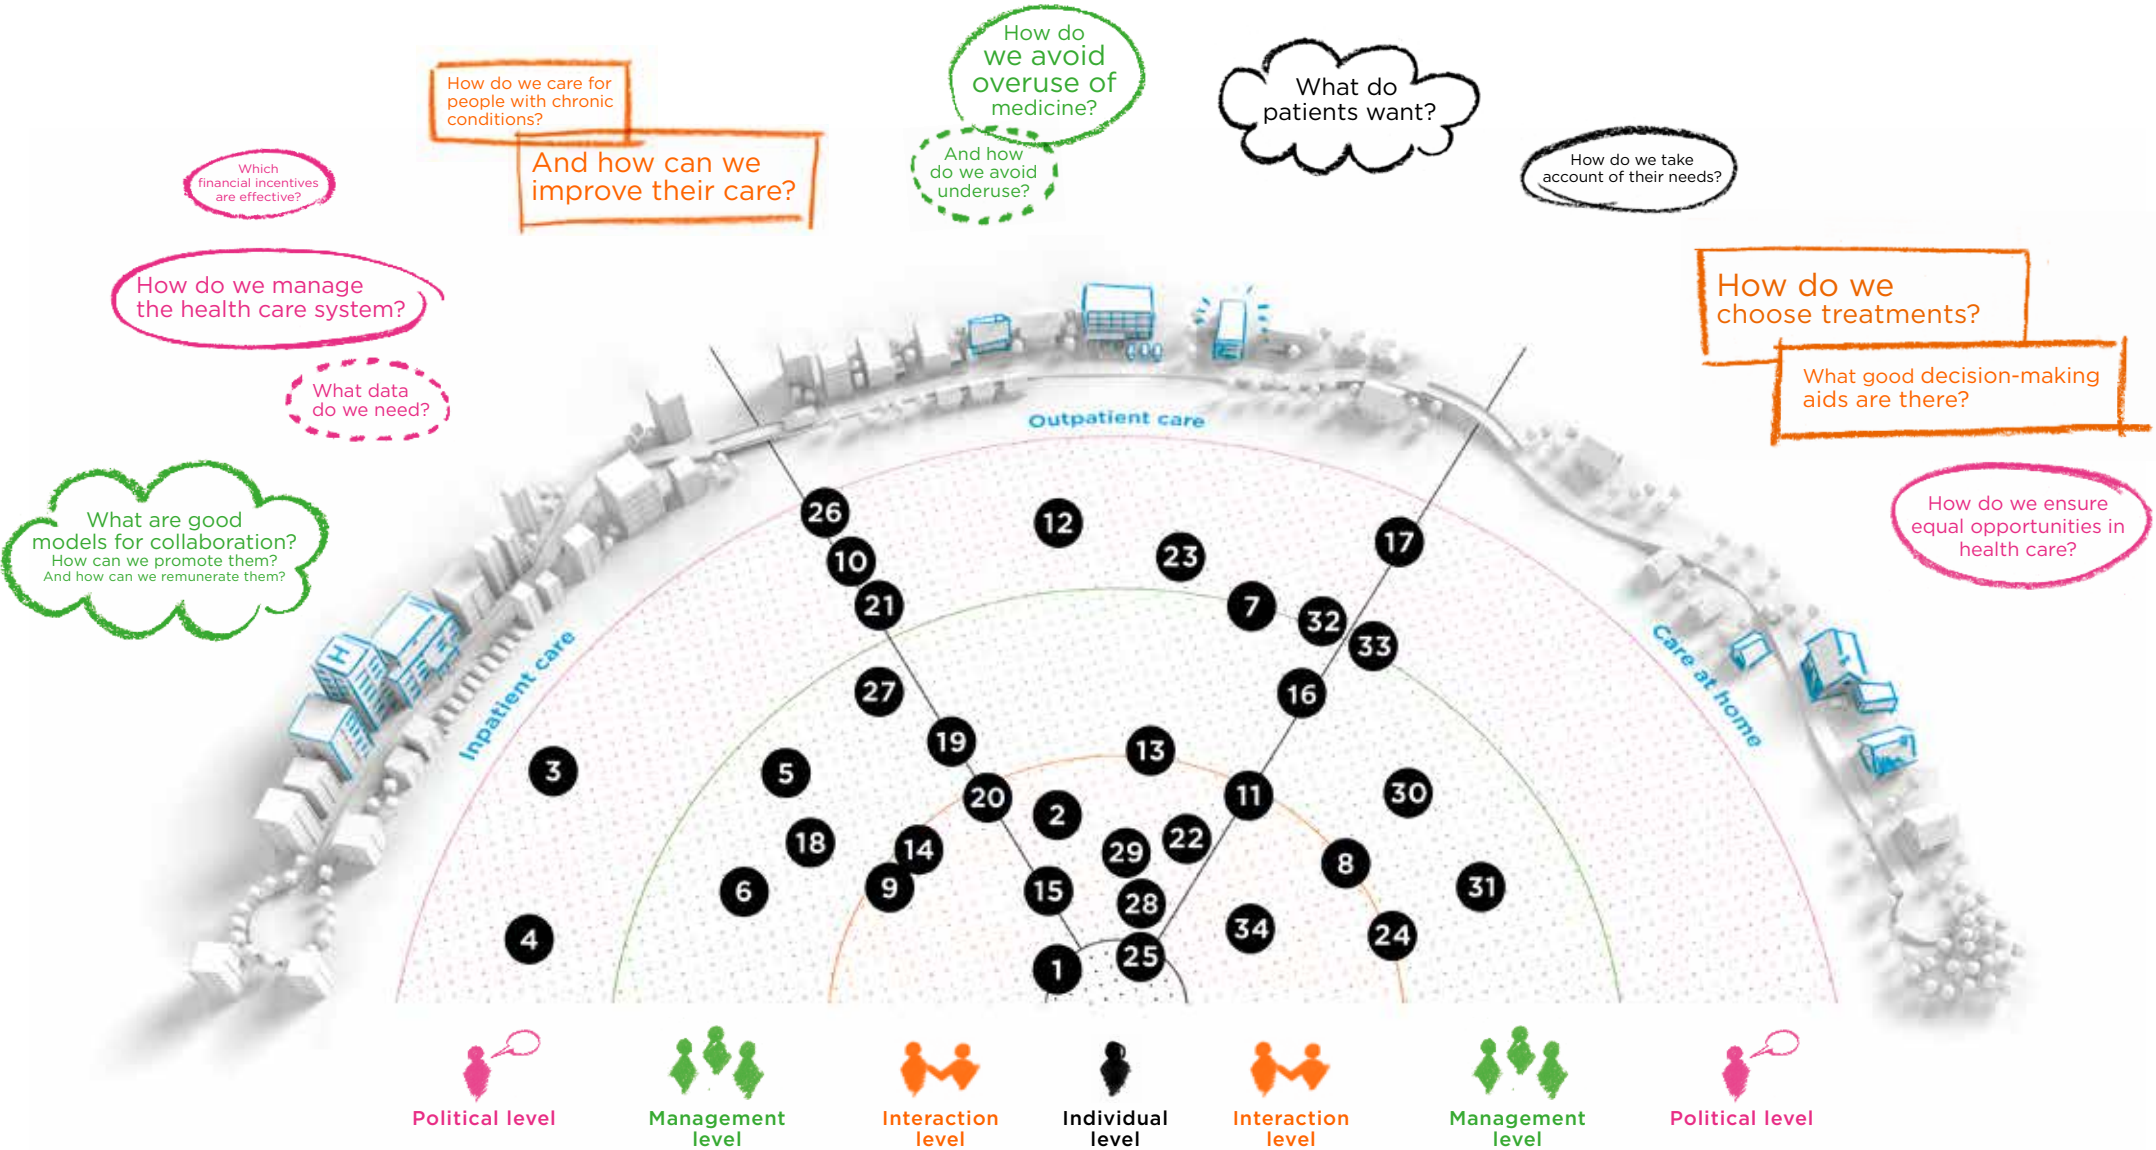 How do
we avoid
overuse of
medicine?
And how
do we avoid
underuse?
How do we care for
people with chronic
conditions?
And how can we
improve their care?
What do
patients want?
How do we take
account of their needs?
Which
financial incentives
are effective?
How do we manage
the health care system?
What data
do we need?
How do we
choose treatments?
What good decision-making
aids are there?
What are good
models for collaboration?
How can we promote them?
And how can we remunerate them?
How do we ensure
equal opportunities in
health care?
Outpatient care
Inpatient care
Care at home
H
26
12
17
10
23
21
7
32
33
27
16
19
13
3
5
20
11
30
2
18
14
29
22
8
6
9
15
28
31
4
34
24
1
25
Political level
Management
level
Interaction
level
Individual
level
Interaction
level
Management
level
Political level